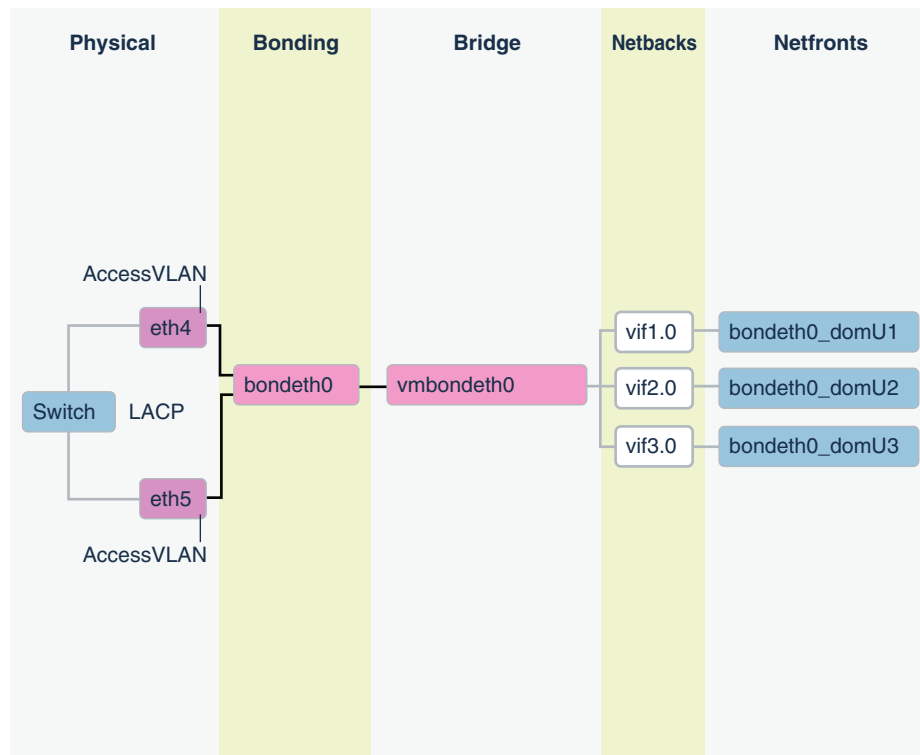 Physical
Bonding
Bridge
Netbacks
Netfronts
AccessVLAN
eth4
vif1.0
bondeth0_domU1
bondeth0
vmbondeth0
vif2.0
bondeth0_domU2
Switch
LACP
vif3.0
bondeth0_domU3
eth5
AccessVLAN